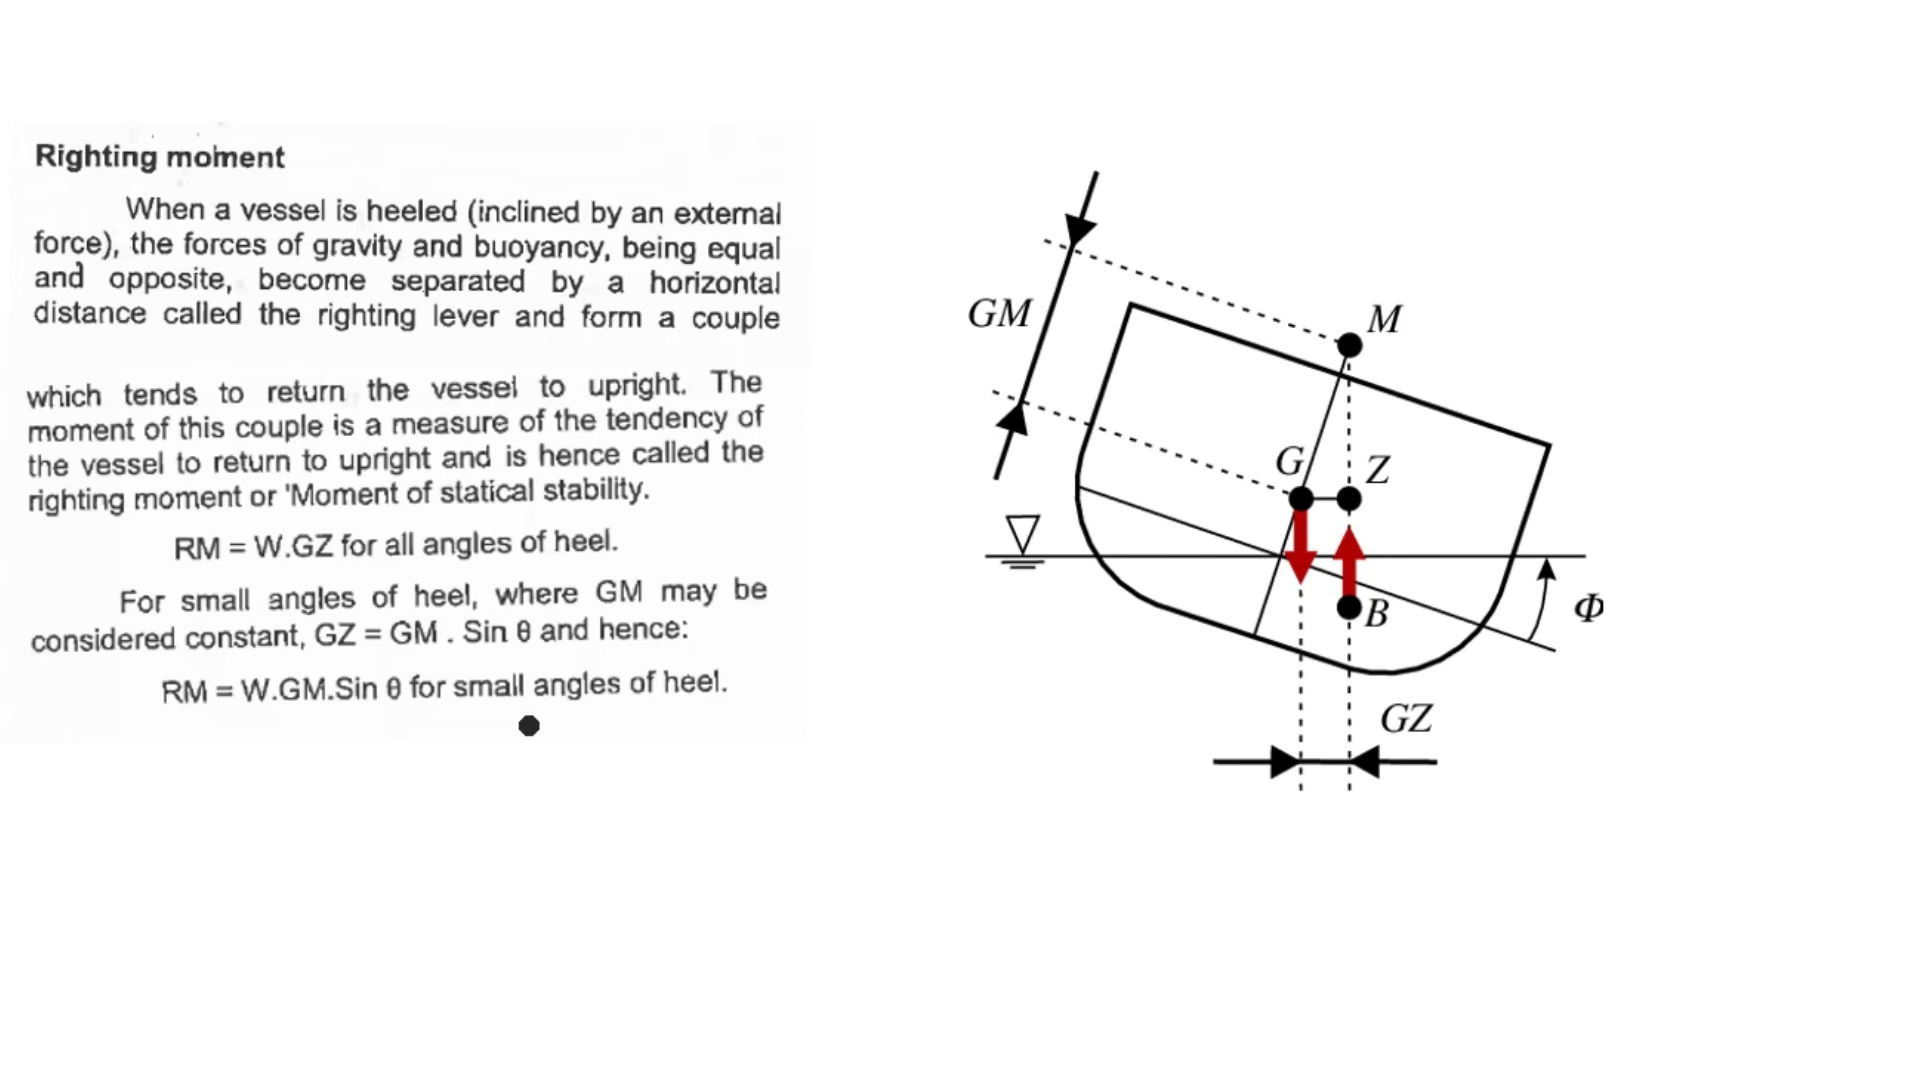 Righting moment
When a vessel is heeled (inclined by an external
force), the forces of gravity and buoyancy, being equal
and opposite, become separated by a horizontal
distance called the righting lever and form a couple
which tends to return the vessel to upright. The
moment of this couple is a measure of the tendency of
the vessel to return to upright and is hence called the
righting moment or 'Moment of statical stability.
RM = W.GZ for all angles of heel.
For small angles of heel, where GM may be
considered constant, GZ = GM . Sin θ and hence:
RM = W.GM.Sin θ for small angles of heel.
GM
M
G
Z
B
Φ
GZ